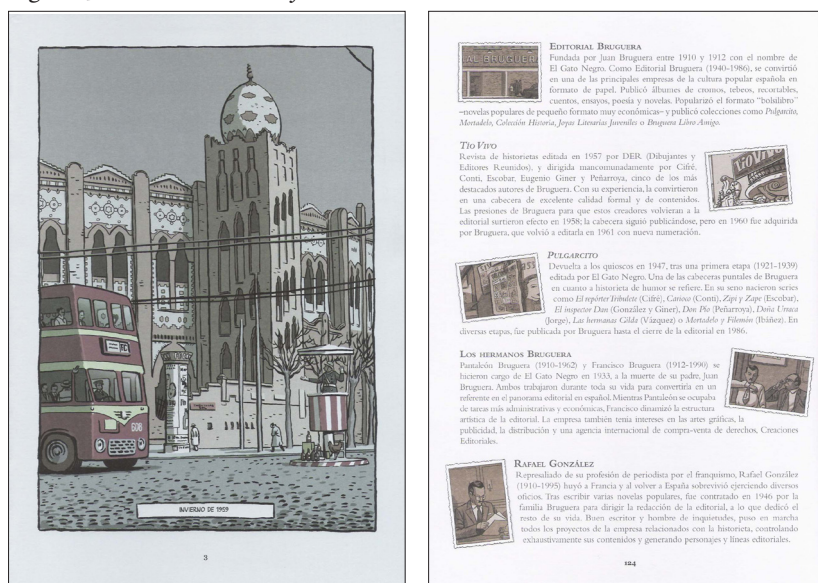 INVIERNO DE 1959
3
EDITORIAL BRUGUERA
Fundada por Juan Bruguera entre 1910 y 1912 con el nombre de
El Gato Negro. Como Editorial Bruguera (1940-1986), se convirtió
en una de las principales empresas de la cultura popular española en
formato de papel. Publicó álbumes de cromos, tebeos, recortables,
cuentos, ensayos, poesía y novelas. Popularizó el formato "bolsilibro"
–novelas populares de pequeño formato muy económicas– y publicó colecciones como Pulgarcito,
Mortadelo, Colección Historia, Joyas Literarias Juveniles o Bruguera Libro Amigo.
TIO VIVO
Revista de historietas editada en 1957 por DER (Dibujantes y
Editores Reunidos), y dirigida mancomunadamente por Cifré,
Conti, Escobar, Eugenio Giner y Peñarroya, cinco de los más
destacados autores de Bruguera. Con su experiencia, la convirtieron
en una cabecera de excelente calidad formal y de contenidos.
Las presiones de Bruguera para que estos creadores volvieran a la
editorial surtieron efecto en 1958; la cabecera siguió publicándose, pero en 1960 fue adquirida
por Bruguera, que volvió a editarla en 1961 con nueva numeración.
PULGARCITO
Devuelta a los quioscos en 1947, tras una primera etapa (1921-1939)
editada por El Gato Negro. Una de las cabeceras puntales de Bruguera
en cuanto a historieta de humor se refiere. En su seno nacieron series
como El repórter Tribulete (Cifré), Carioco (Conti), Zipi y Zape (Escobar),
El inspector Dan (González y Giner), Don Pío (Peñarroya), Doña Urraca
(Jorge), Las hermanas Gilda (Vázquez) o Mortadelo y Filemón (Ibáñez). En
diversas etapas, fue publicada por Bruguera hasta el cierre de la editorial en 1986.
LOS HERMANOS BRUGUERA
Pantaleón Bruguera (1910-1962) y Francisco Bruguera (1912-1990) se
hicieron cargo de El Gato Negro en 1933, a la muerte de su padre, Juan
Bruguera. Ambos trabajaron durante toda su vida para convertirla en un
referente en el panorama editorial en español. Mientras Pantaleón se ocupaba
de tareas más administrativas y económicas, Francisco dinamizó la estructura
artística de la editorial. La empresa también tenía intereses en las artes gráficas, la
publicidad, la distribución y una agencia internacional de compra-venta de derechos, Creaciones
Editoriales.
RAFAEL GONZÁLEZ
Represaliado de su profesión de periodista por el franquismo, Rafael González
(1910-1995) huyó a Francia y al volver a España sobrevivió ejerciendo diversos
oficios. Tras escribir varias novelas populares, fue contratado en 1946 por la
familia Bruguera para dirigir la redacción de la editorial, a lo que dedicó el
resto de su vida. Buen escritor y hombre de inquietudes, puso en marcha
todos los proyectos de la empresa relacionados con la historieta, controlando
exhaustivamente sus contenidos y generando personajes y líneas editoriales.
124